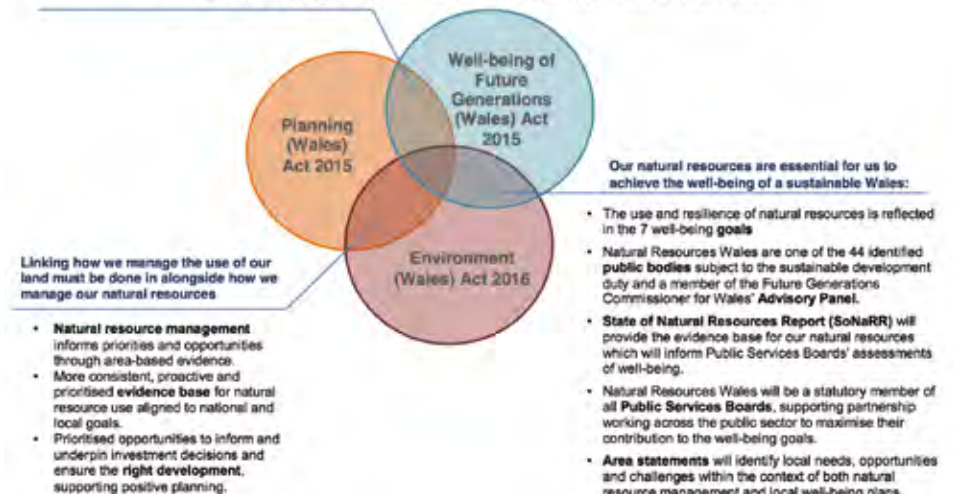 Well-being of
Future
Generations
(Wales) Act
2015
Planning
(Wales)
Act 2015
Environment
(Wales) Act 2016
Linking how we manage the use of our
land must be done in alongside how we
manage our natural resources
• Natural resource management
informs priorities and opportunities
through area-based evidence.
• More consistent, proactive and
prioritised evidence base for natural
resource use aligned to national and
local goals.
• Prioritised opportunities to inform and
underpin investment decisions and
ensure the right development,
supporting positive planning.
Our natural resources are essential for us to
achieve the well-being of a sustainable Wales:
• The use and resilience of natural resources is reflected
in the 7 well-being goals
• Natural Resources Wales are one of the 44 identified
public bodies subject to the sustainable development
duty and a member of the Future Generations
Commissioner for Wales' Advisory Panel.
• State of Natural Resources Report (SoNaRR) will
provide the evidence base for our natural resources
which will inform Public Services Boards' assessments
of well-being.
• Natural Resources Wales will be a statutory member of
all Public Services Boards, supporting partnership
working across the public sector to maximise their
contribution to the well-being goals.
• Area statements will identify local needs, opportunities
and challenges within the context of both natural
resource management and local well-being plans